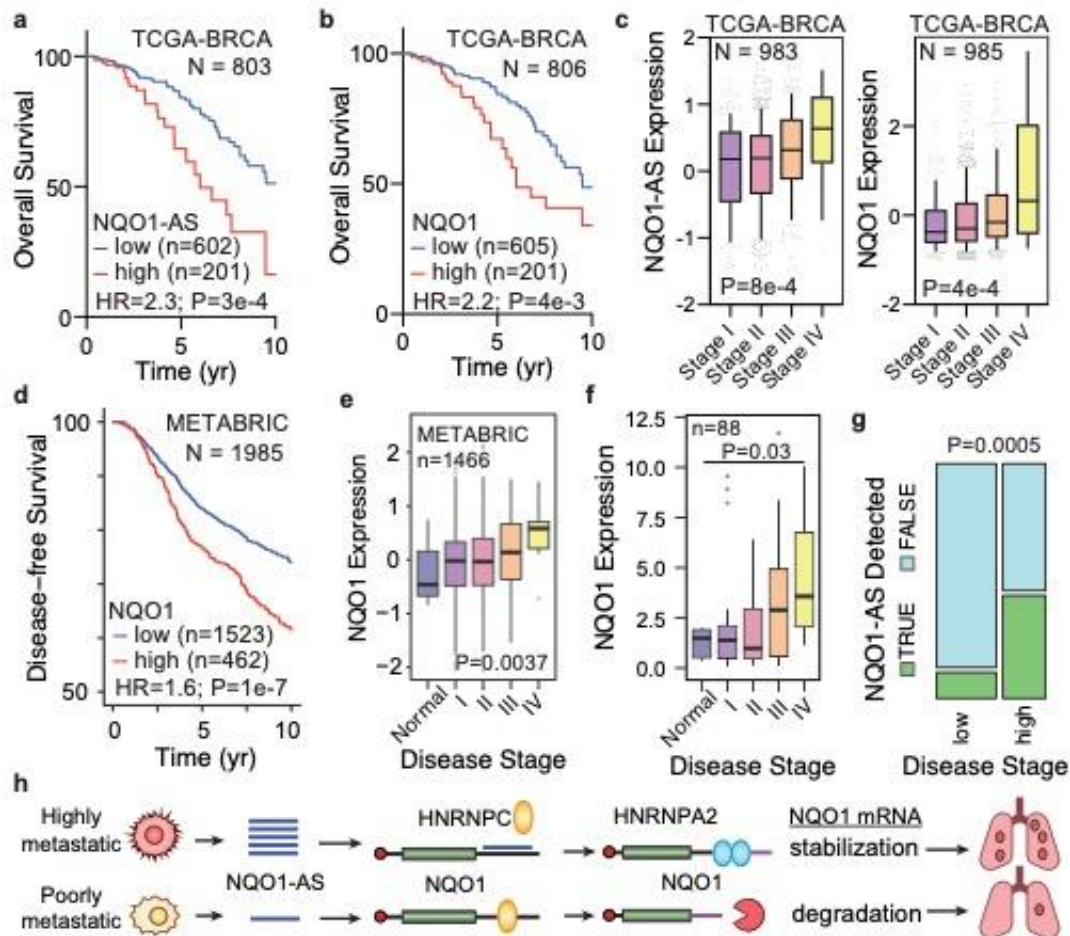 a
TCGA-BRCA
N = 803
100
50
0
Overall Survival
NQO1-AS
low (n=602)
high (n=201)
HR=2.3; P=3e-4
0 5 10
Time (yr)
b
TCGA-BRCA
N = 806
100
50
0
Overall Survival
NQO1
low (n=605)
high (n=201)
HR=2.2; P=4e-3
0 5 10
Time (yr)
c
TCGA-BRCA
N = 983
2
1
0
-1
-2
NQO1-AS Expression
P=8e-4
Stage I
Stage II
Stage III
Stage IV
TCGA-BRCA
N = 985
2
0
-2
NQO1 Expression
P=4e-4
Stage I
Stage II
Stage III
Stage IV
d
METABRIC
N = 1985
100
50
Disease-free Survival
NQO1
low (n=1523)
high (n=462)
HR=1.6; P=1e-7
0 5 10
Time (yr)
e
METABRIC
n=1466
2
1
0
−1
−2
NQO1 Expression
P=0.0037
Normal
I
II
III
IV
Disease Stage
f
n=88
P=0.03
12.5
10.0
7.5
5.0
2.5
0.0
NQO1 Expression
Normal
I
II
III
IV
Disease Stage
g
P=0.0005
NQO1-AS Detected
TRUE FALSE
low
high
Disease Stage
h
Highly
metastatic
HNRNPC
HNRNPA2
NQO1 mRNA
stabilization
Poorly
metastatic
NQO1-AS
NQO1
NQO1
degradation